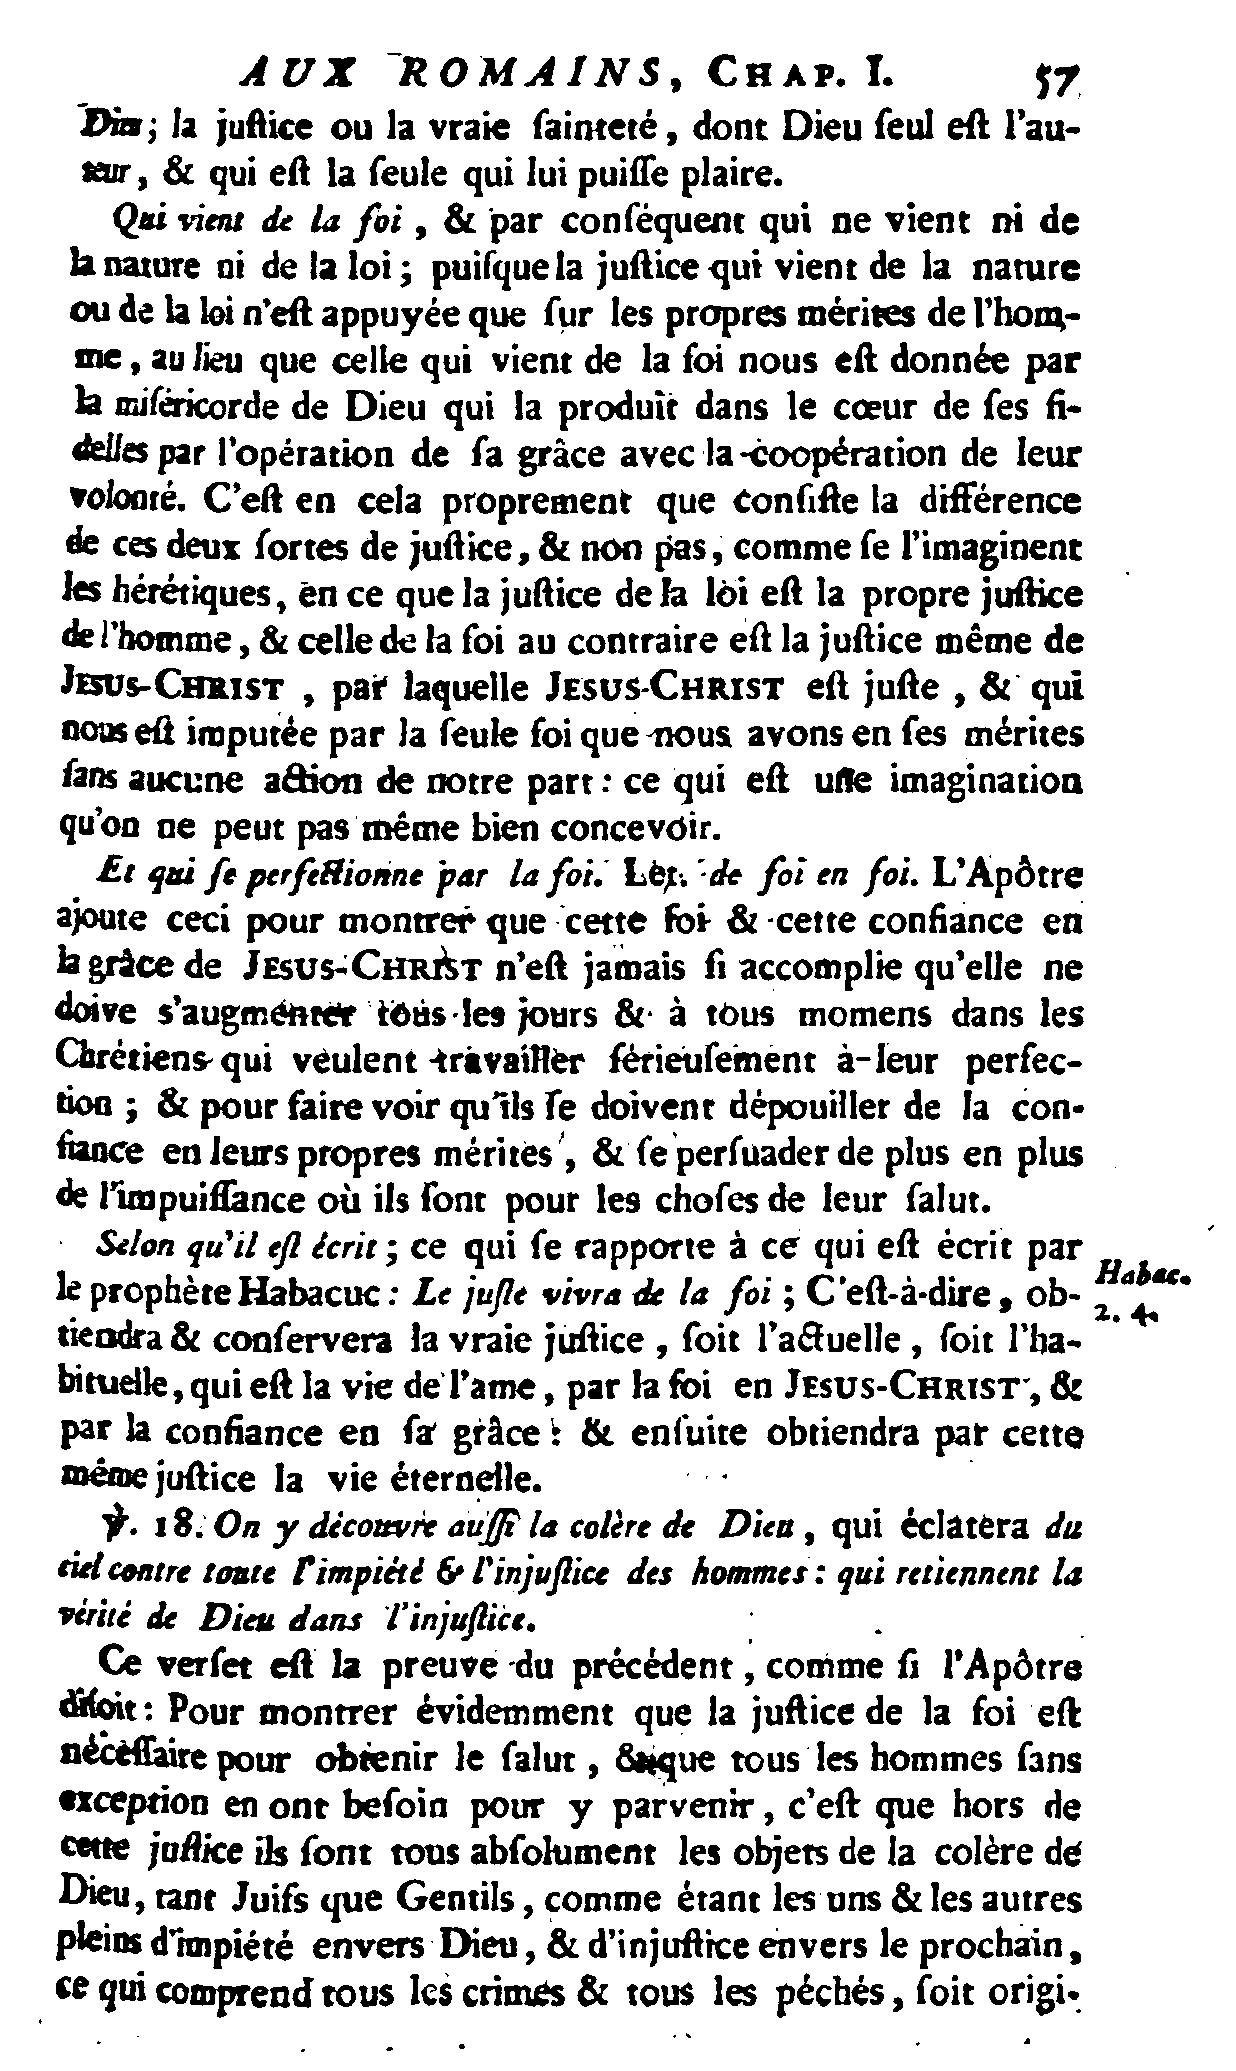 AUX ROMAINS, CHAP. I. 57
Dieu; la juſtice ou la vraie ſainteté, dont Dieu ſeul eſt l'au-
teur, & qui eſt la ſeule qui lui puiſſe plaire.
Qui vient de la foi, & par conſéquent qui ne vient ni de
la nature ni de la loi; puiſque la juſtice qui vient de la nature
ou de la loi n'eſt appuyée que ſur les propres mérites de l'hom-
me, au lieu que celle qui vient de la foi nous eſt donnée par
la miſéricorde de Dieu qui la produit dans le cœur de ſes fi-
delles par l'opération de ſa grâce avec la coopération de leur
volonté. C'eſt en cela proprement que conſiſte la différence
de ces deux ſortes de juſtice, & non pas, comme ſe l'imaginent
les hérétiques, en ce que la juſtice de la loi eſt la propre juſtice
de l'homme, & celle de la foi au contraire eſt la juſtice même de
JESUS-CHRIST, par laquelle JESUS-CHRIST eſt juſte, & qui
nous eſt imputée par la ſeule foi que nous avons en ſes mérites
ſans aucune action de notre part: ce qui eſt une imagination
qu'on ne peut pas même bien concevoir.
Et qui ſe perfectionne par la foi. Let. de foi en foi. L'Apôtre
ajoute ceci pour montrer que cette foi & cette confiance en
la grâce de JESUS-CHRIST n'eſt jamais ſi accomplie qu'elle ne
doive s'augmenter tous les jours & à tous momens dans les
Chrétiens qui veulent travailler ſérieuſement à leur perfec-
tion; & pour faire voir qu'ils ſe doivent dépouiller de la con-
fiance en leurs propres mérites, & ſe perſuader de plus en plus
de l'impuiſſance où ils ſont pour les choſes de leur ſalut.
Selon qu'il eſt écrit; ce qui ſe rapporte à ce qui eſt écrit par
le prophète Habacuc: Le juſte vivra de la foi; C'eſt-à-dire, ob-
Habac.
2. 4.
tiendra & conſervera la vraie juſtice, ſoit l'actuelle, ſoit l'ha-
bituelle, qui eſt la vie de l'ame, par la foi en JESUS-CHRIST, &
par la confiance en ſa grâce: & enſuite obtiendra par cette
même juſtice la vie éternelle.
℣. 18. On y découvre auſſi la colère de Dieu, qui éclatera du
ciel contre toute l'impiété & l'injuſtice des hommes: qui retiennent la
vérité de Dieu dans l'injuſtice.
Ce verſet eſt la preuve du précédent, comme ſi l'Apôtre
diſoit: Pour montrer évidemment que la juſtice de la foi eſt
néceſſaire pour obtenir le ſalut, & que tous les hommes ſans
exception en ont beſoin pour y parvenir, c'eſt que hors de
cette juſtice ils ſont tous abſolument les objets de la colère de
Dieu, tant Juifs que Gentils, comme étant les uns & les autres
pleins d'impiété envers Dieu, & d'injuſtice envers le prochain,
ce qui comprend tous les crimes & tous les péchés, ſoit origi-